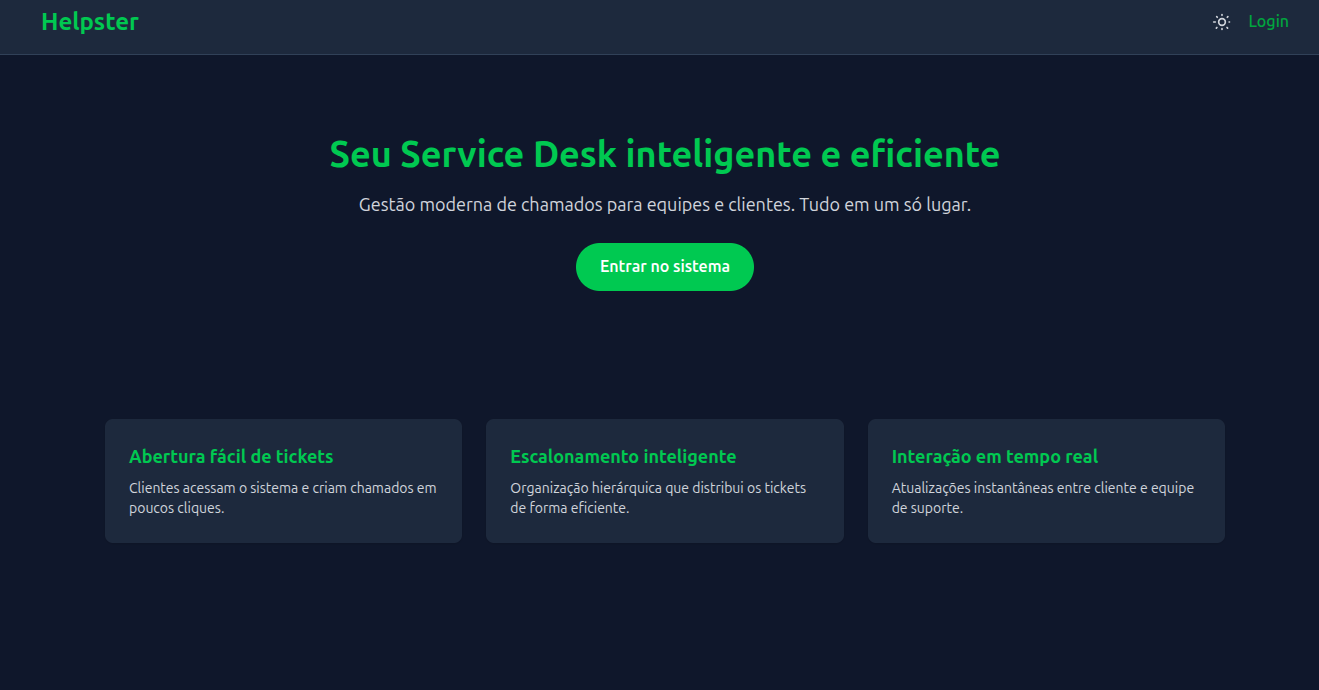 Helpster
Login
Seu Service Desk inteligente e eficiente
Gestão moderna de chamados para equipes e clientes. Tudo em um só lugar.
Entrar no sistema
Abertura fácil de tickets
Clientes acessam o sistema e criam chamados em
poucos cliques.
Escalonamento inteligente
Organização hierárquica que distribui os tickets
de forma eficiente.
Interação em tempo real
Atualizações instantâneas entre cliente e equipe
de suporte.